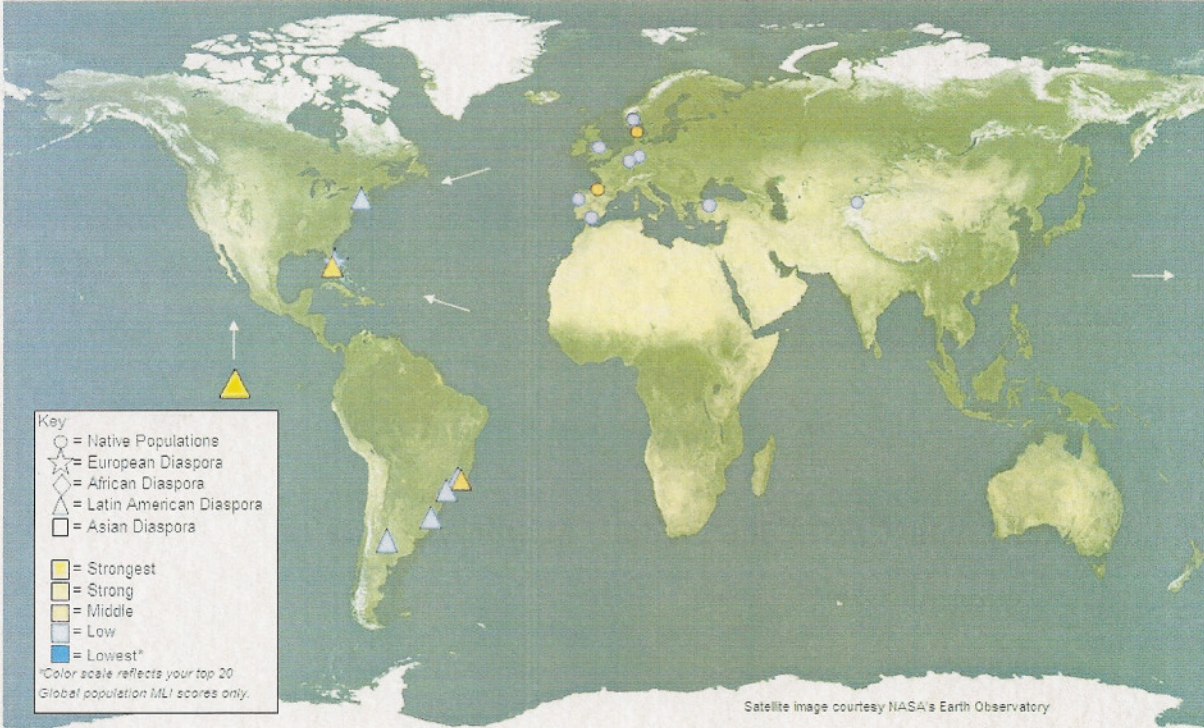 Key
= Native Populations
= European Diaspora
= African Diaspora
= Latin American Diaspora
= Asian Diaspora
= Strongest
= Strong
= Middle
= Low
= Lowest*
*Color scale reflects your top 20
Global population MLI scores only.
Satellite image courtesy NASA's Earth Observatory